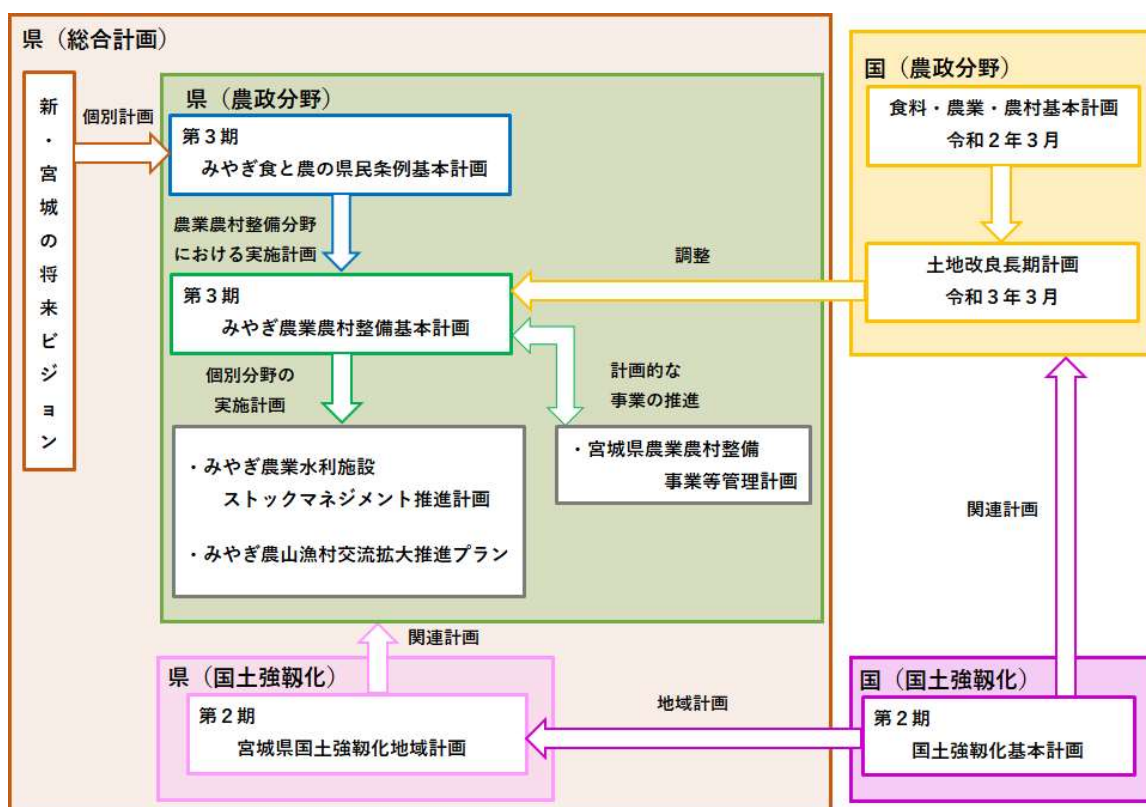 県（総合計画）
新・宮城の将来ビジョン
個別計画
県（農政分野）
第３期
みやぎ食と農の県民条例基本計画
農業農村整備分野
における実施計画
第３期
みやぎ農業農村整備基本計画
個別分野の
実施計画
・みやぎ農業水利施設
ストックマネジメント推進計画
・みやぎ農山漁村交流拡大推進プラン
計画的な
事業の推進
・宮城県農業農村整備
事業等管理計画
調整
国（農政分野）
食料・農業・農村基本計画
令和２年３月
土地改良長期計画
令和３年３月
関連計画
関連計画
県（国土強靱化）
第２期
宮城県国土強靱化地域計画
地域計画
国（国土強靱化）
第２期
国土強靱化基本計画